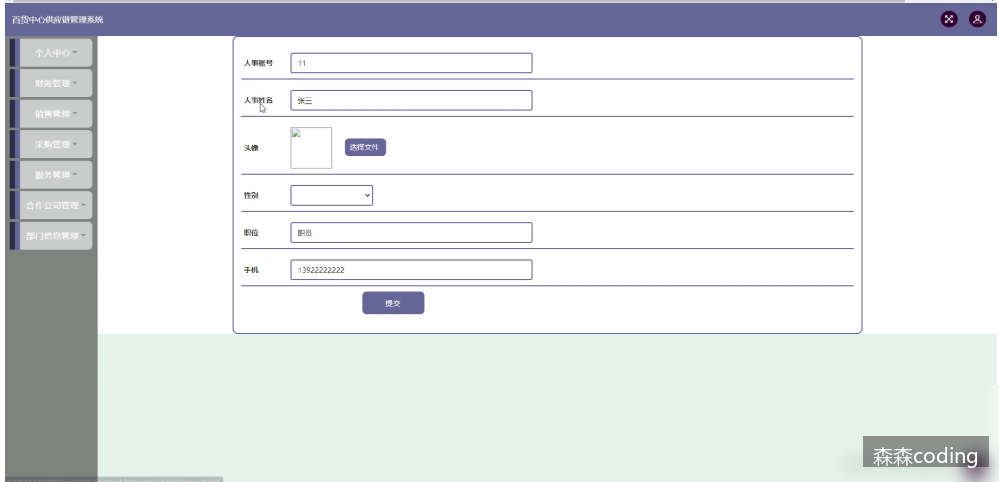 百货中心供应链管理系统
个人中心
财务管理
销售管理
采购管理
服务管理
合作公司管理
部门信息管理
人事账号 11
人事姓名 张三
头像 选择文件
性别
职位 职员
手机 13922222222
提交
森森coding